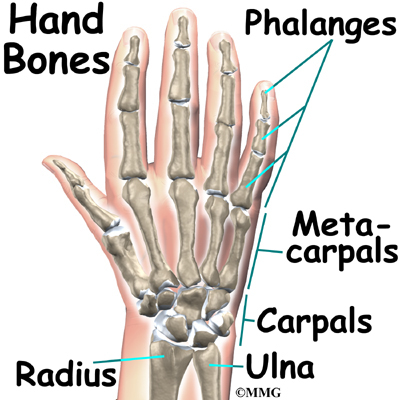 Hand
Bones
Phalanges
Meta-
carpals
Carpals
Radius
Ulna
©MMG